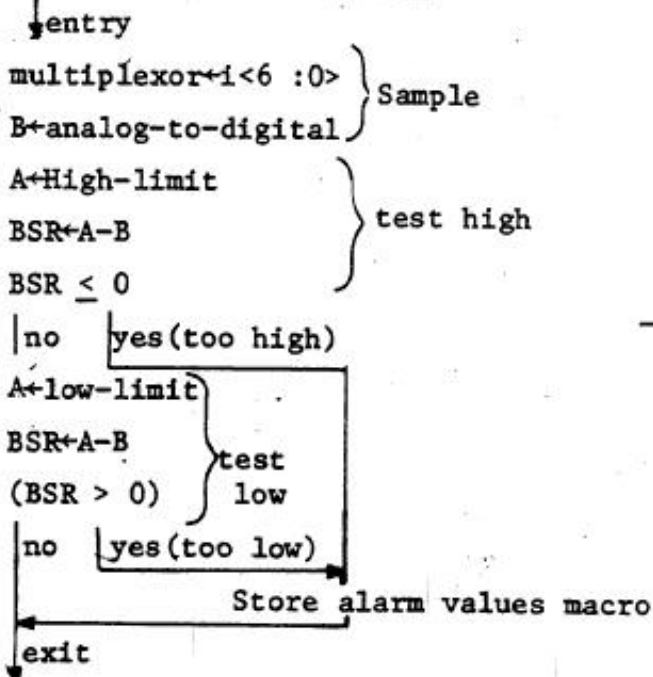 entry
multiplexor←i<6 :0>
Sample
B←analog-to-digital
A←High-limit
test high
BSR←A-B
BSR ≤ 0
no yes(too high)
A←low-limit
BSR←A-B
test
(BSR > 0) low
no yes(too low)
Store alarm values macro
exit